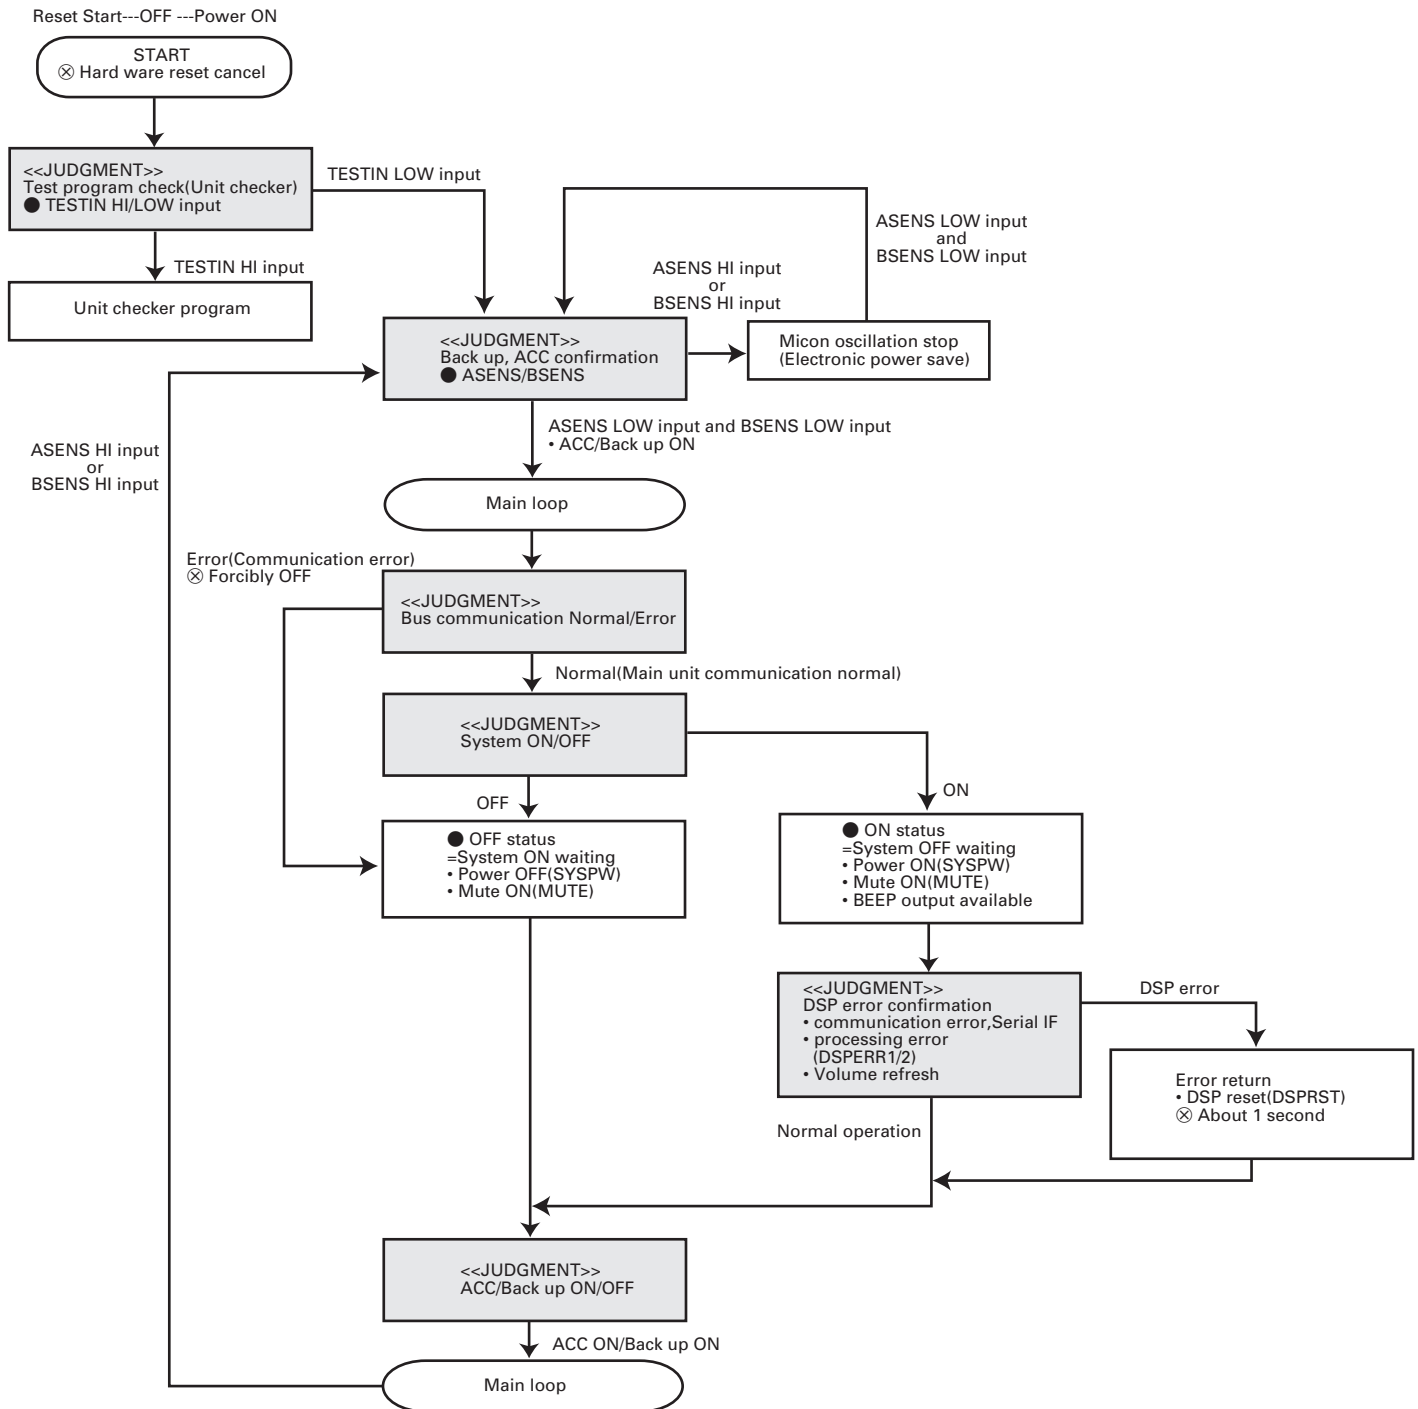 Reset Start---OFF ---Power ON
START
⊗ Hard ware reset cancel
<<JUDGMENT>>
Test program check(Unit checker)
● TESTIN HI/LOW input
TESTIN LOW input
TESTIN HI input
Unit checker program
ASENS LOW input
and
BSENS LOW input
ASENS HI input
or
BSENS HI input
<<JUDGMENT>>
Back up, ACC confirmation
● ASENS/BSENS
Micon oscillation stop
(Electronic power save)
ASENS LOW input and BSENS LOW input
• ACC/Back up ON
ASENS HI input
or
BSENS HI input
Main loop
Error(Communication error)
⊗ Forcibly OFF
<<JUDGMENT>>
Bus communication Normal/Error
Normal(Main unit communication normal)
<<JUDGMENT>>
System ON/OFF
OFF
ON
● OFF status
=System ON waiting
• Power OFF(SYSPW)
• Mute ON(MUTE)
● ON status
=System OFF waiting
• Power ON(SYSPW)
• Mute ON(MUTE)
• BEEP output available
<<JUDGMENT>>
DSP error confirmation
• communication error,Serial IF
• processing error
(DSPERR1/2)
• Volume refresh
DSP error
Error return
• DSP reset(DSPRST)
⊗ About 1 second
Normal operation
<<JUDGMENT>>
ACC/Back up ON/OFF
ACC ON/Back up ON
Main loop